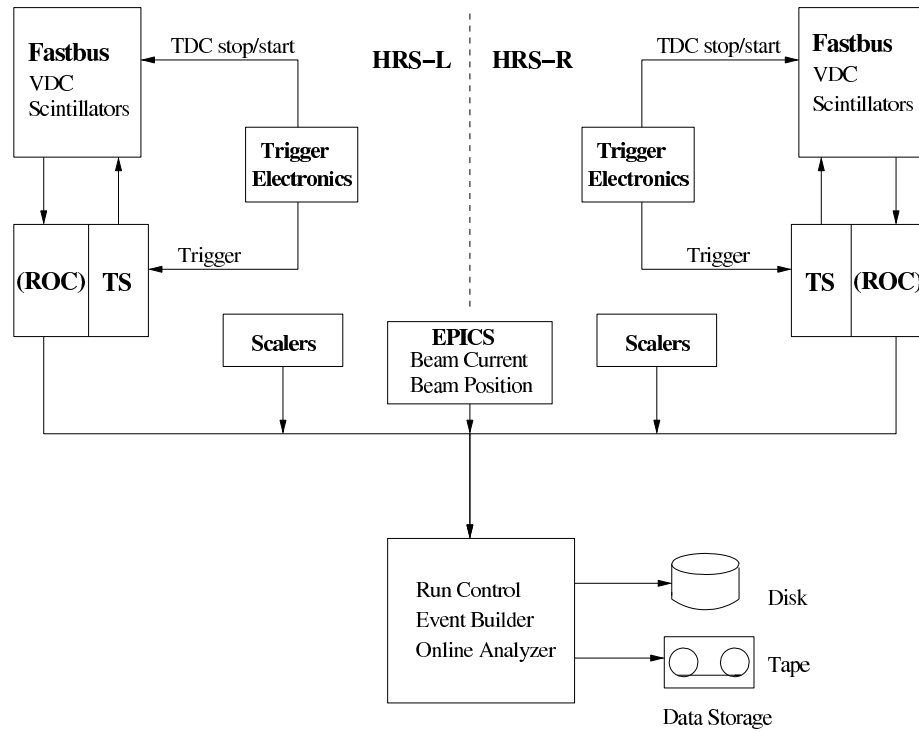 Fastbus
VDC
Scintillators
TDC stop/start
HRS–L
HRS–R
TDC stop/start
Fastbus
VDC
Scintillators
Trigger
Electronics
Trigger
Electronics
(ROC)
TS
Trigger
Trigger
TS
(ROC)
Scalers
EPICS
Beam Current
Beam Position
Scalers
Run Control
Event Builder
Online Analyzer
Disk
Tape
Data Storage